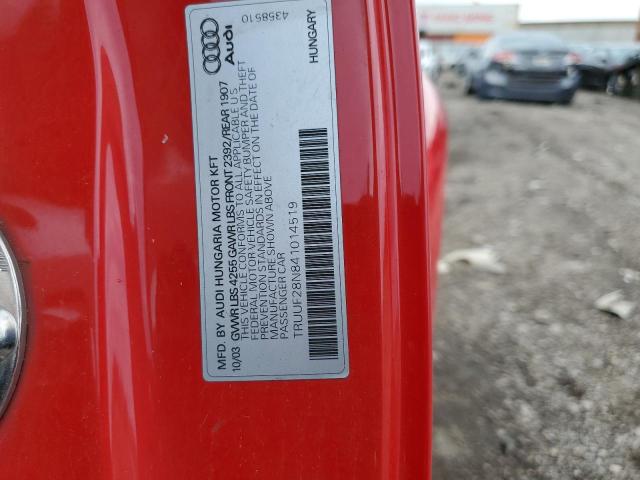 4358510
Audi
HUNGARY
MFD. BY AUDI HUNGARIA MOTOR KFT
10/03 GVWR LBS 4255 GAWR LBS FRONT 2392/REAR 1907
THIS VEHICLE CONFORMS TO ALL APPLICABLE U S
FEDERAL MOTOR VEHICLE SAFETY BUMPER AND THEFT
PREVENTION STANDARDS IN EFFECT ON THE DATE OF
MANUFACTURE SHOWN ABOVE
PASSENGER CAR
TRUUF28N841014519